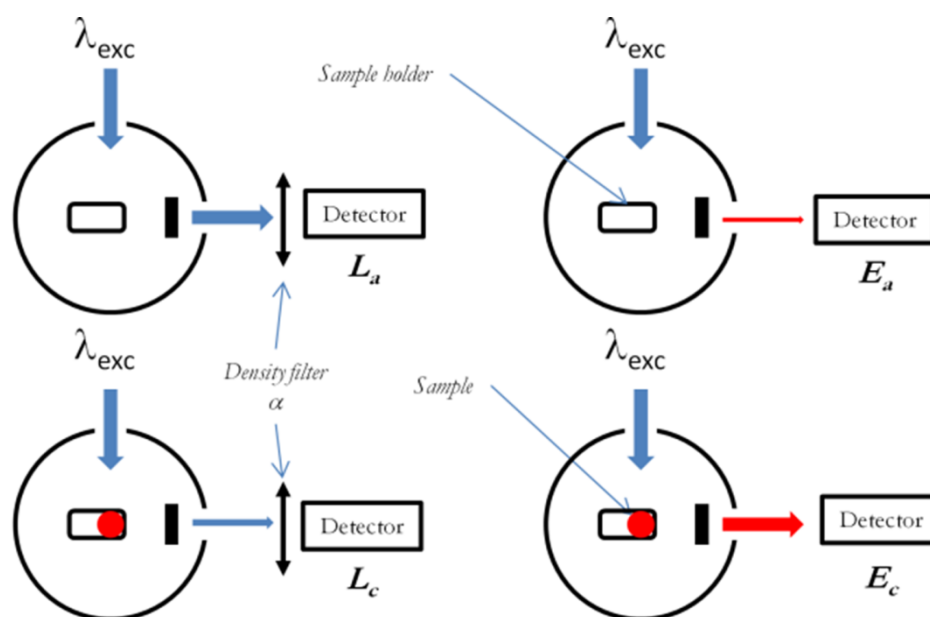 λexc
λexc
Sample holder
Detector
Detector
La
Ea
λexc
λexc
Density filter
α
Sample
Detector
Detector
Lc
Ec